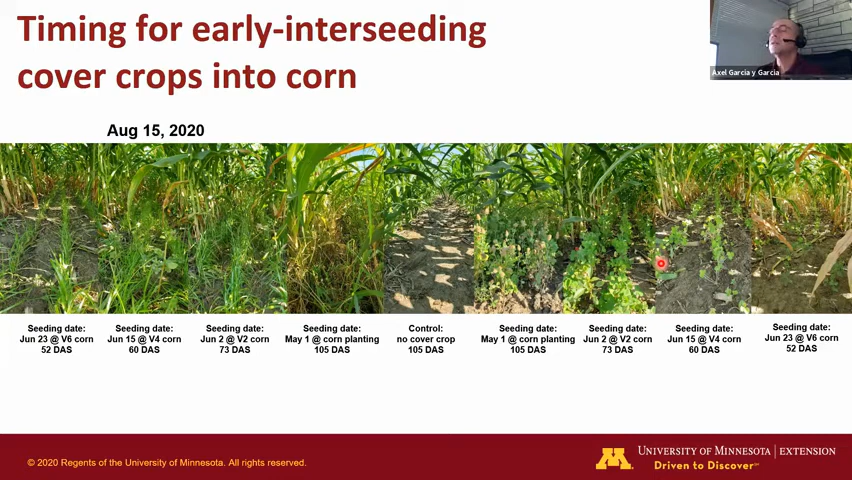 Timing for early-interseeding
cover crops into corn
Axel Garcia y Garcia
Aug 15, 2020
Seeding date:
Jun 23 @ V6 corn
52 DAS
Seeding date:
Jun 15 @ V4 corn
60 DAS
Seeding date:
Jun 2 @ V2 corn
73 DAS
Seeding date:
May 1 @ corn planting
105 DAS
Control:
no cover crop
105 DAS
Seeding date:
May 1 @ corn planting
105 DAS
Seeding date:
Jun 2 @ V2 corn
73 DAS
Seeding date:
Jun 15 @ V4 corn
60 DAS
Seeding date:
Jun 23 @ V6 corn
52 DAS
© 2020 Regents of the University of Minnesota. All rights reserved.
M
UNIVERSITY OF MINNESOTA | EXTENSION
Driven to Discover℠